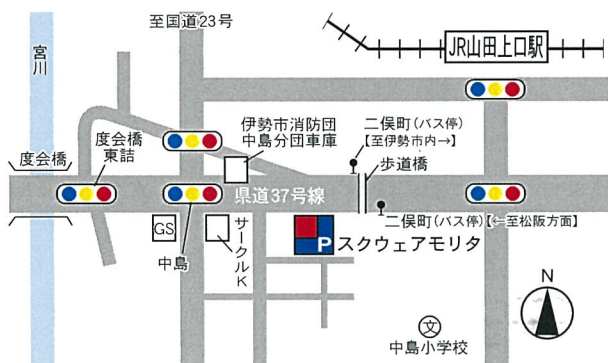 至国道23号
JR山田上口駅
宮川
伊勢市消防団
中島分団車庫
二俣町(バス停)
【至伊勢市内→】
度会橋
東詰
度会橋
歩道橋
県道37号線
GS
サークルK
P
スクウェアモリタ
二俣町(バス停)【←至松阪方面】
中島
N
文
中島小学校